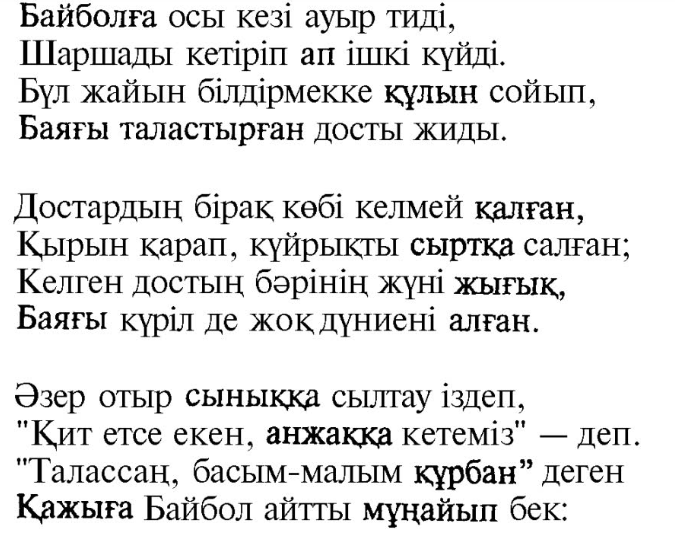 Байболға осы кезі ауыр тиді,
Шаршады кетіріп ап ішкі күйді.
Бүл жайын білдірмекке құлын сойып,
Баяғы таластырған досты жиды.

Достардың бірақ көбі келмей қалған,
Қырын қарап, күйрықты сыртқа салған;
Келген достың бәрінің жүні жығық,
Баяғы күріл де жоқ дүниені алған.

Әзер отыр сыныққа сылтау іздеп,
"Қит етсе екен, анжаққа кетеміз" — деп.
"Талассаң, басым-малым құрбан” деген
Қажыға Байбол айтты мұңайып бек: